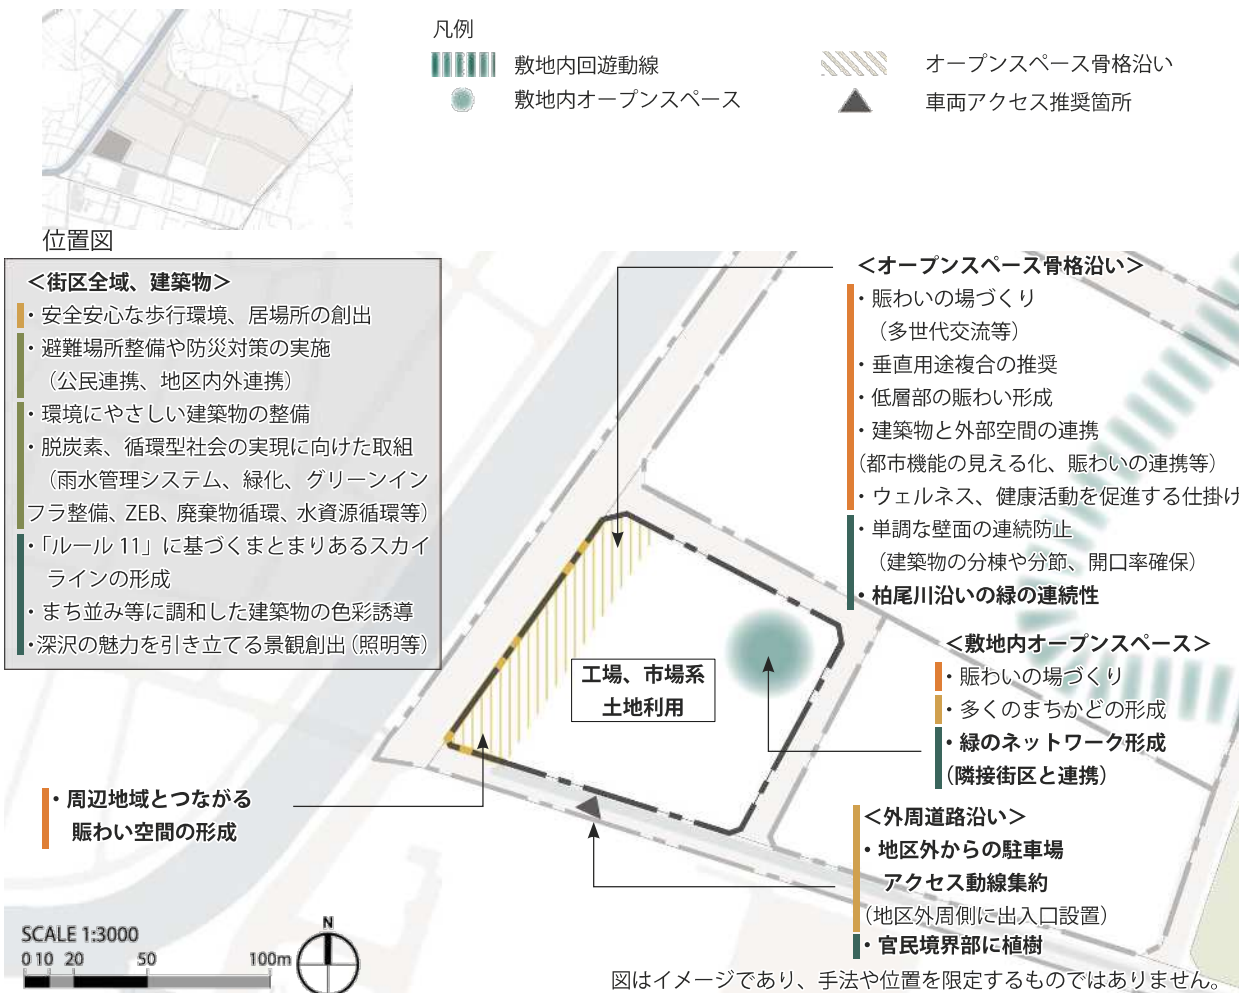 凡例
敷地内回遊動線
オープンスペース骨格沿い
敷地内オープンスペース
車両アクセス推奨箇所
位置図
＜街区全域、建築物＞
・安全安心な歩行環境、居場所の創出
・避難場所整備や防災対策の実施
（公民連携、地区内外連携）
・環境にやさしい建築物の整備
・脱炭素、循環型社会の実現に向けた取組
（雨水管理システム、緑化、グリーンイン
フラ整備、ZEB、廃棄物循環、水資源循環等）
・「ルール 11」に基づくまとまりあるスカイ
ラインの形成
・まち並み等に調和した建築物の色彩誘導
・深沢の魅力を引き立てる景観創出（照明等）
＜オープンスペース骨格沿い＞
・賑わいの場づくり
（多世代交流等）
・垂直用途複合の推奨
・低層部の賑わい形成
・建築物と外部空間の連携
（都市機能の見える化、賑わいの連携等）
・ウェルネス、健康活動を促進する仕掛け
・単調な壁面の連続防止
（建築物の分棟や分節、開口率確保）
・柏尾川沿いの緑の連続性
工場、市場系
土地利用
＜敷地内オープンスペース＞
・賑わいの場づくり
・多くのまちかどの形成
・緑のネットワーク形成
（隣接街区と連携）
・周辺地域とつながる
賑わい空間の形成
＜外周道路沿い＞
・地区外からの駐車場
アクセス動線集約
（地区外周側に出入口設置）
・官民境界部に植樹
SCALE 1:3000
0 10 20 50 100m
N
図はイメージであり、手法や位置を限定するものではありません。